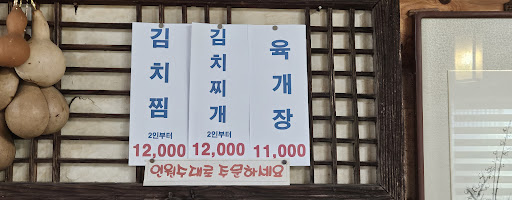 김치찜
2인부터
12,000
김치찌개
2인부터
12,000
육개장
11,000
인원수대로 주문하세요